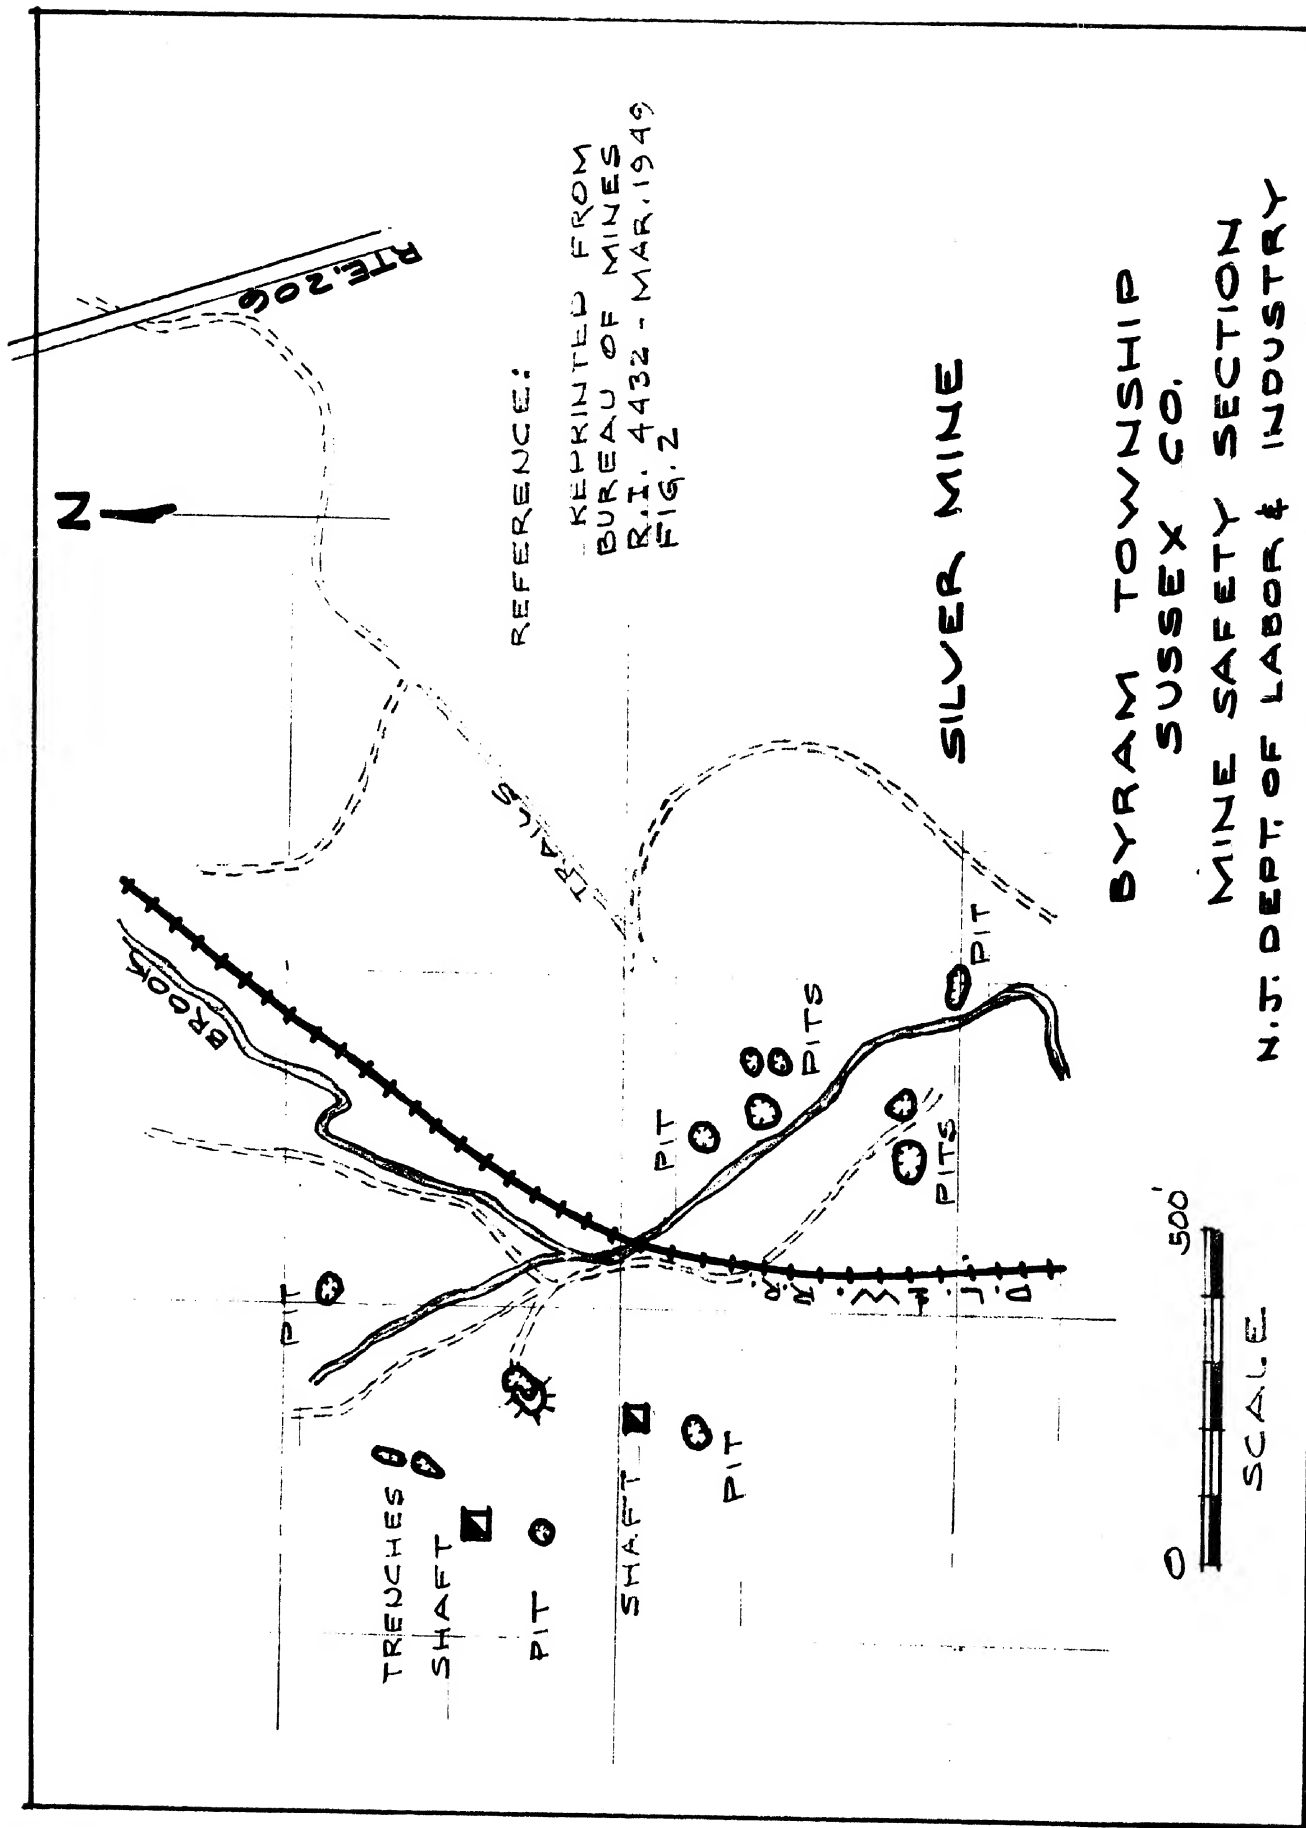 N
RTE. 206
REFERENCE:
REPRINTED FROM
BUREAU OF MINES
R.I. 4432 - MAR. 1949
FIG. 2
BROOK
TRAILS
PIT
TRENCHES
SHAFT
PIT
SHAFT
PIT
PIT
PITS
PIT
PITS
D. L. & W. R.R.
SILVER MINE
BYRAM TOWNSHIP
SUSSEX CO.
MINE SAFETY SECTION
N.J. DEPT. OF LABOR & INDUSTRY
0 500'
SCALE